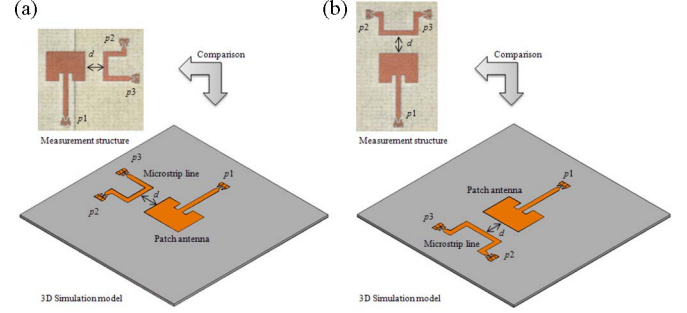 (a)
p2
d
p3
p1
Comparison
Measurement structure
p3
Microstrip line
p1
d
p2
Patch antenna
3D Simulation model
(b)
p2
p3
d
p1
Comparison
Measurement structure
p1
Patch antenna
p3
d
Microstrip line
p2
3D Simulation model